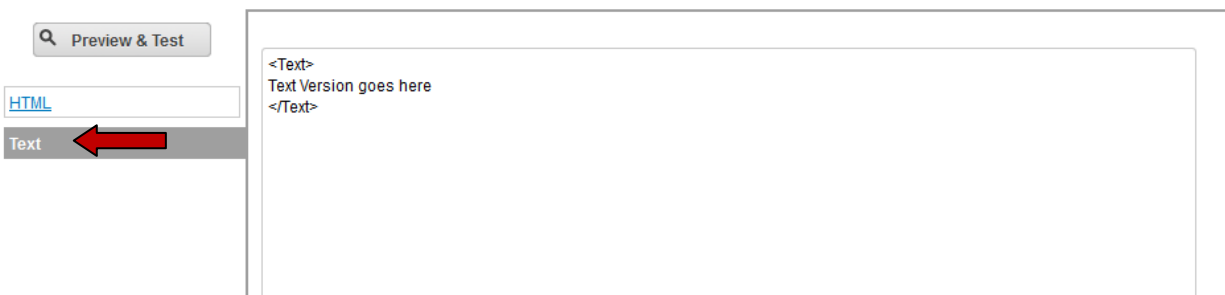 Preview & Test
HTML
Text
<Text>
Text Version goes here
</Text>